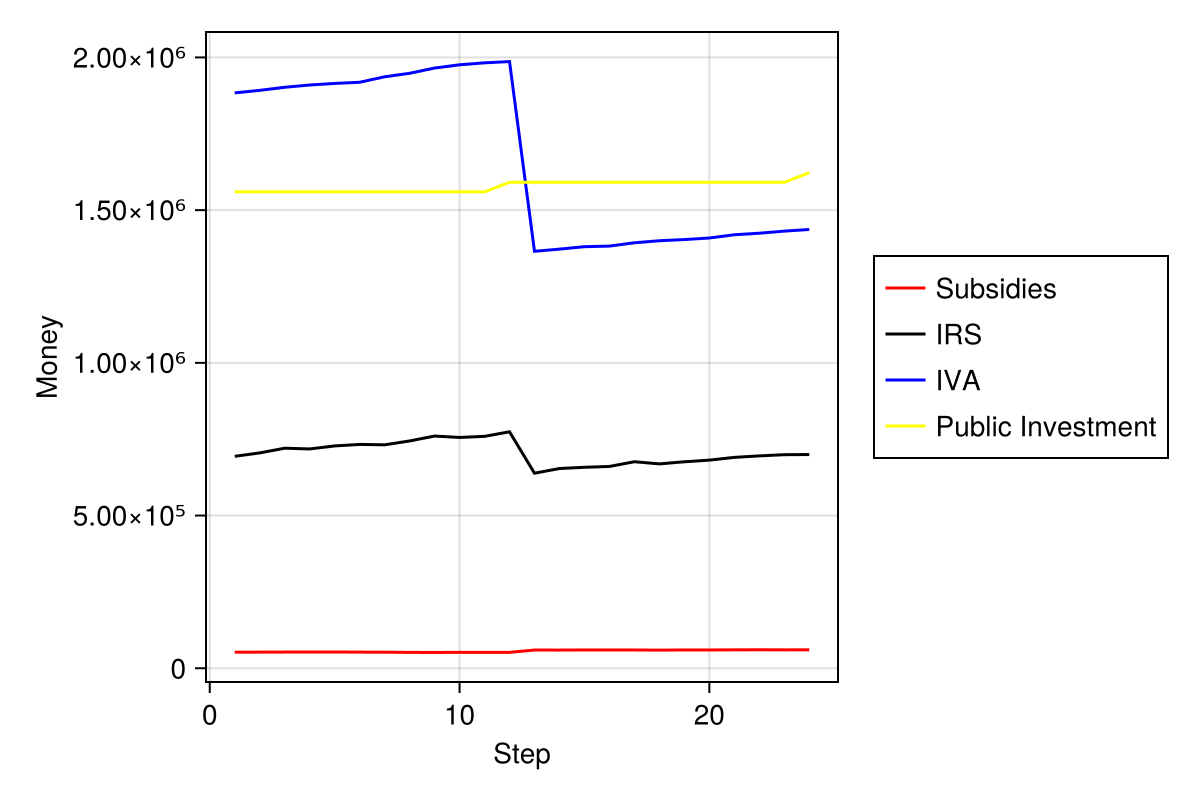 2.00×10⁶
1.50×10⁶
1.00×10⁶
5.00×10⁵
0
Money
0 10 20
Step
Subsidies
IRS
IVA
Public Investment